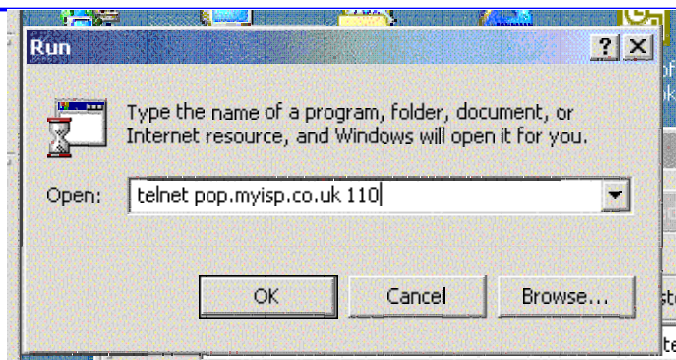 Run
Type the name of a program, folder, document, or
Internet resource, and Windows will open it for you.
Open:
telnet pop.myisp.co.uk 110
OK
Cancel
Browse...